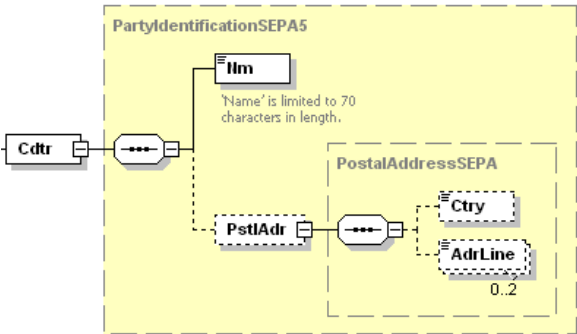 PartyIdentificationSEPA5
Nm
'Name' is limited to 70
characters in length.
Cdtr
PostalAddressSEPA
Ctry
PstlAdr
AdrLine
0..2